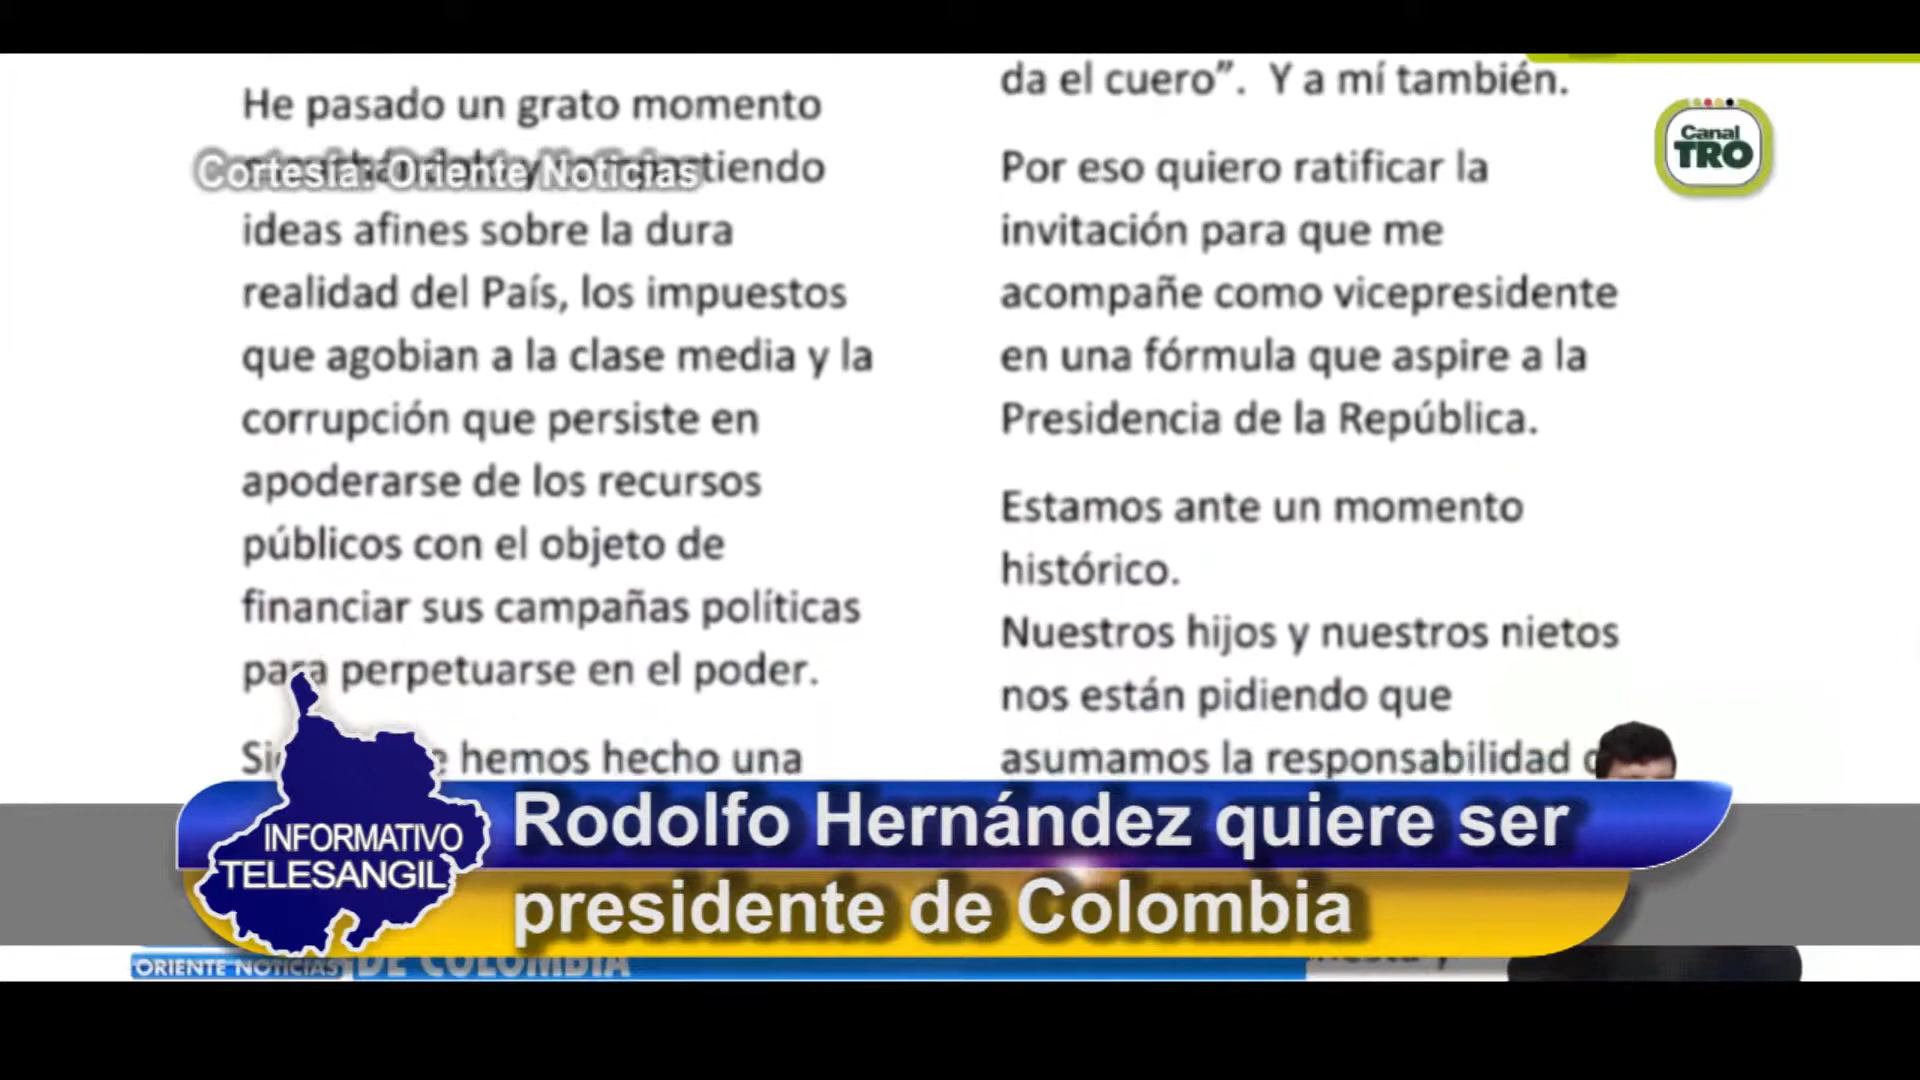 He pasado un grato momento
Cortesía: Oriente Noticias
tiendo
ideas afines sobre la dura
realidad del País, los impuestos
que agobian a la clase media y la
corrupción que persiste en
apoderarse de los recursos
públicos con el objeto de
financiar sus campañas políticas
para perpetuarse en el poder.
hemos hecho una
da el cuero”. Y a mí también.
Por eso quiero ratificar la
invitación para que me
acompañe como vicepresidente
en una fórmula que aspire a la
Presidencia de la República.
Estamos ante un momento
histórico.
Nuestros hijos y nuestros nietos
nos están pidiendo que
asumamos la responsabilidad
Canal
TRO
INFORMATIVO
TELESANGIL
Rodolfo Hernández quiere ser
presidente de Colombia
ORIENTE NOTICIAS
DE COLOMBIA